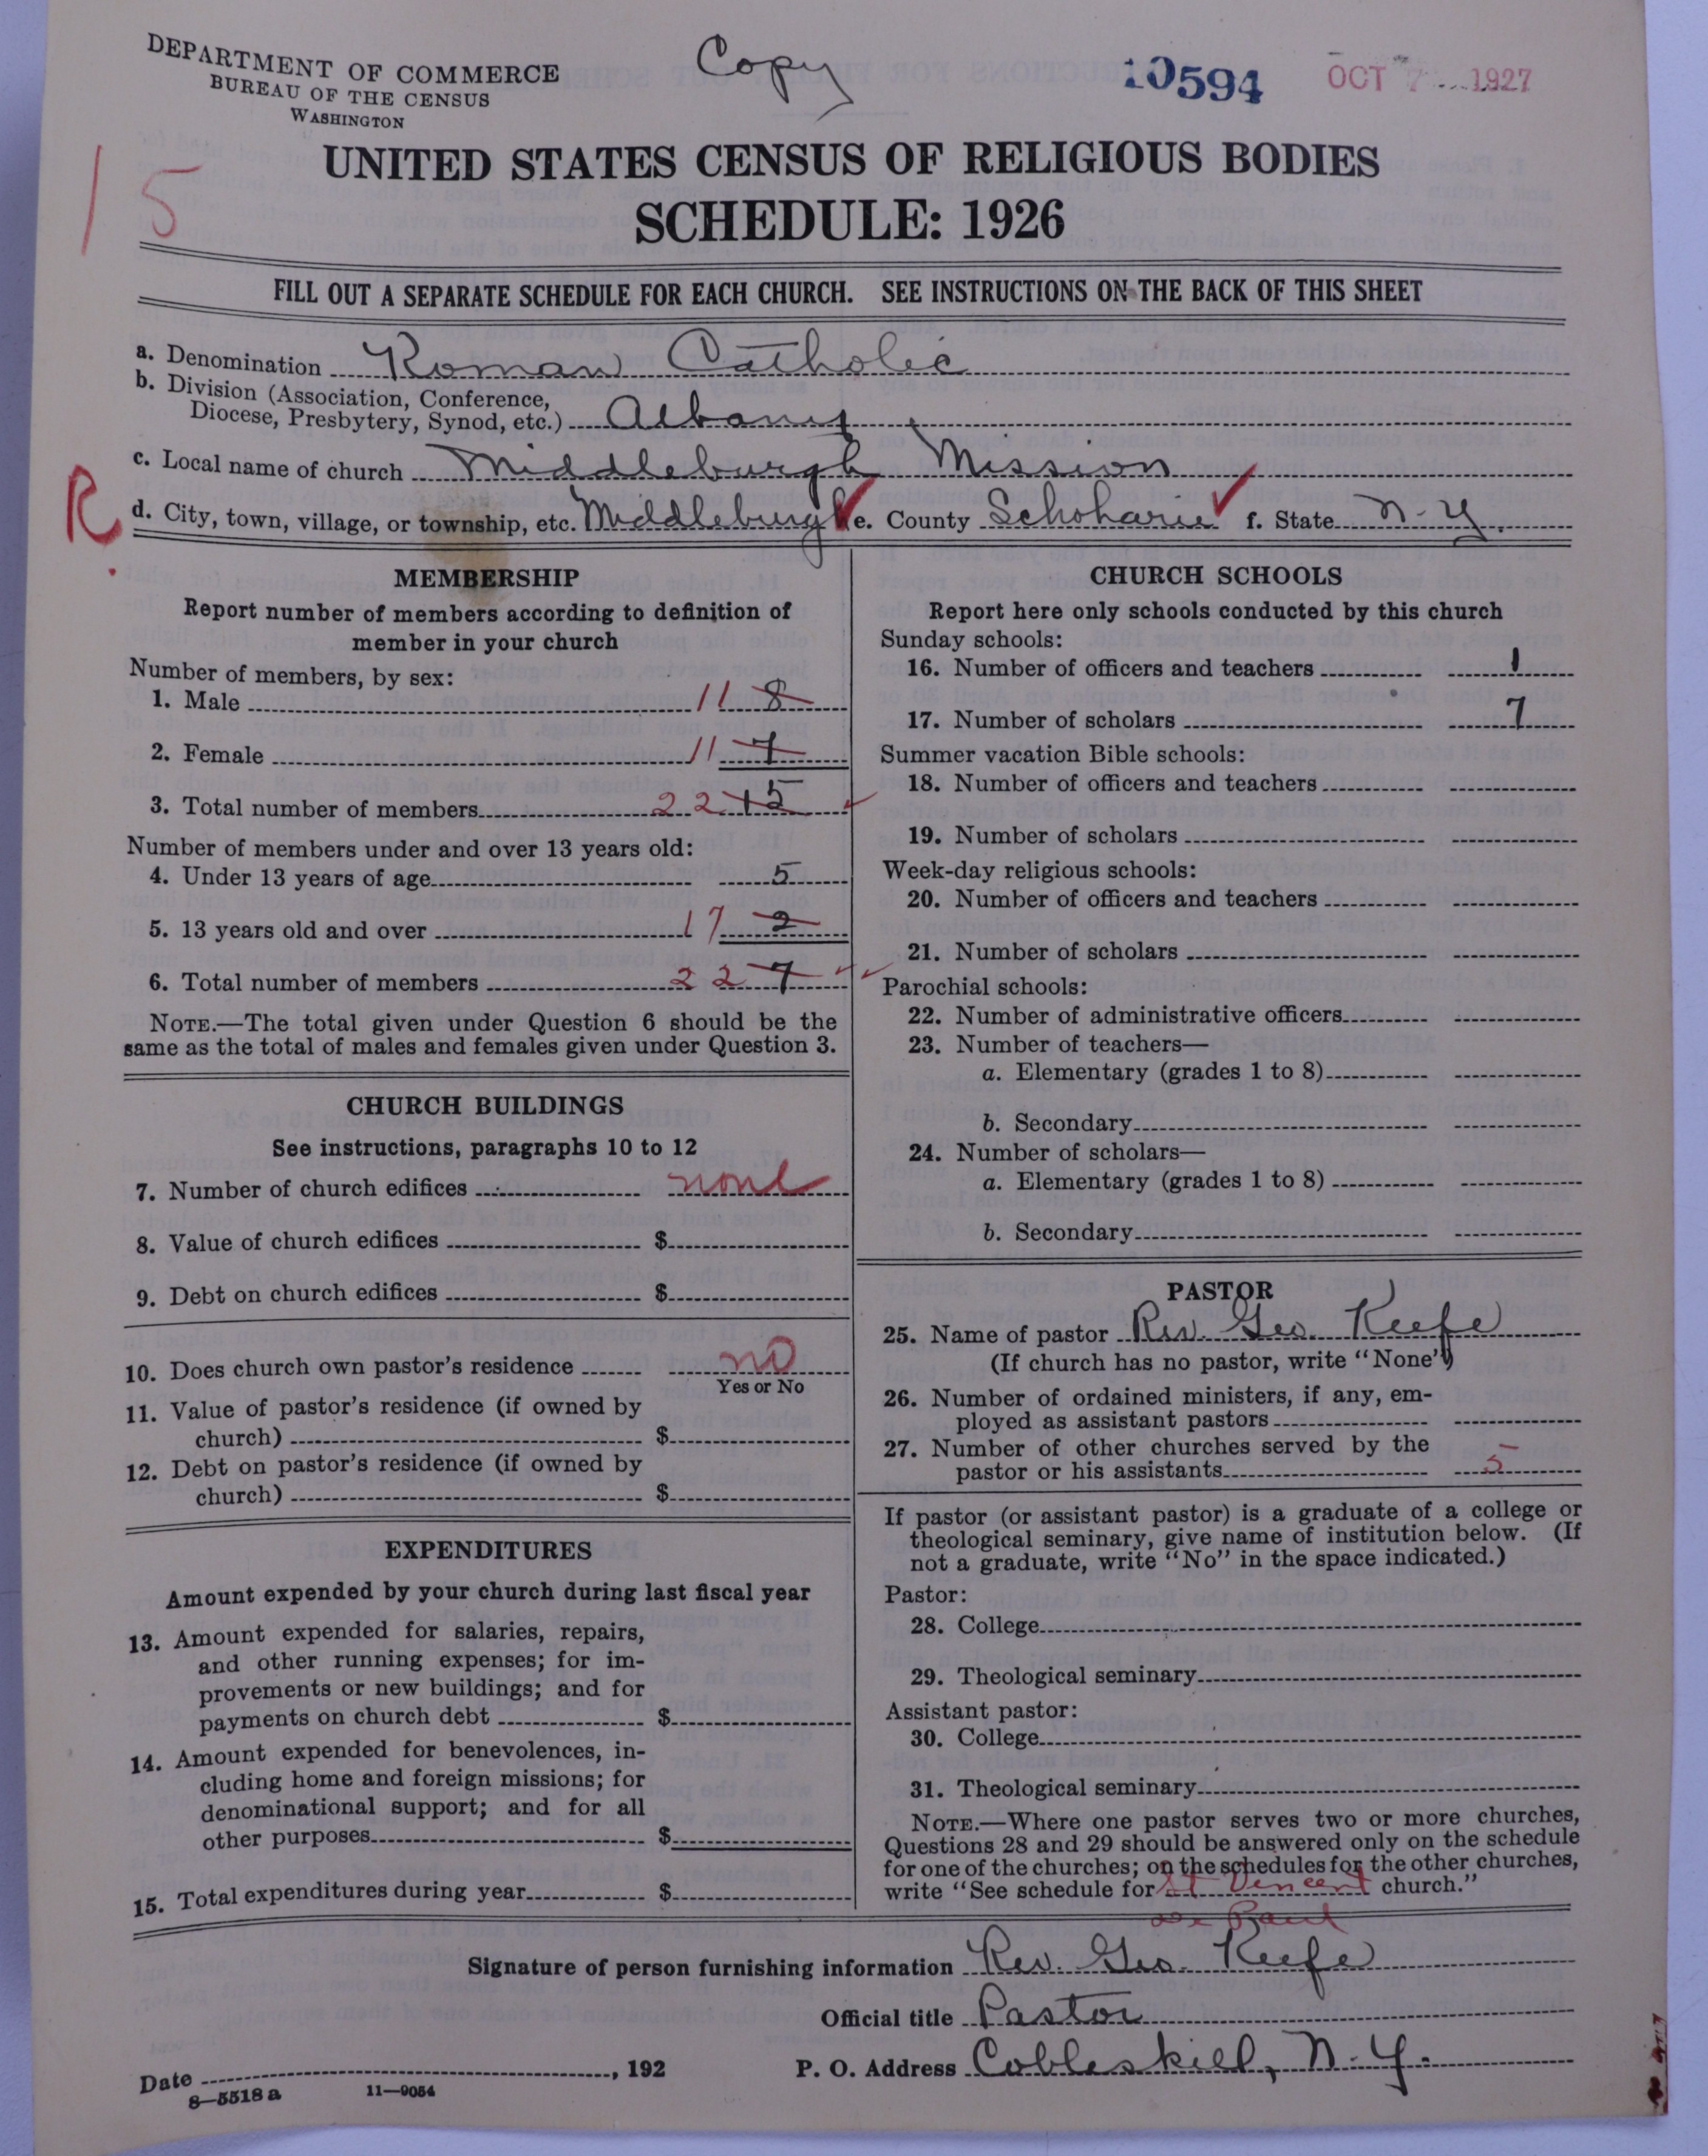 DEPARTMENT OF COMMERCE
BUREAU OF THE CENSUS
WASHINGTON
Copy
10594
OCT 7 1927
15
UNITED STATES CENSUS OF RELIGIOUS BODIES
SCHEDULE: 1926
FILL OUT A SEPARATE SCHEDULE FOR EACH CHURCH. SEE INSTRUCTIONS ON THE BACK OF THIS SHEET
a. Denomination Roman Catholic
b. Division (Association, Conference,
Diocese, Presbytery, Synod, etc.) Albany
c. Local name of church Middleburgh Mission
R.
d. City, town, village, or township, etc. Middleburgh e. County Schoharie f. State N.Y.
MEMBERSHIP
Report number of members according to definition of
member in your church
Number of members, by sex:
1. Male 11 8
2. Female 11 7
3. Total number of members 22 15
Number of members under and over 13 years old:
4. Under 13 years of age 5
5. 13 years old and over 17 2
6. Total number of members 22 7
NOTE.—The total given under Question 6 should be the
same as the total of males and females given under Question 3.
CHURCH BUILDINGS
See instructions, paragraphs 10 to 12
7. Number of church edifices none
8. Value of church edifices $
9. Debt on church edifices $
10. Does church own pastor's residence no
Yes or No
11. Value of pastor's residence (if owned by
church) $
12. Debt on pastor's residence (if owned by
church) $
EXPENDITURES
Amount expended by your church during last fiscal year
13. Amount expended for salaries, repairs,
and other running expenses; for im-
provements or new buildings; and for
payments on church debt $
14. Amount expended for benevolences, in-
cluding home and foreign missions; for
denominational support; and for all
other purposes $
15. Total expenditures during year $
CHURCH SCHOOLS
Report here only schools conducted by this church
Sunday schools:
16. Number of officers and teachers 1
17. Number of scholars 7
Summer vacation Bible schools:
18. Number of officers and teachers
19. Number of scholars
Week-day religious schools:
20. Number of officers and teachers
21. Number of scholars
Parochial schools:
22. Number of administrative officers
23. Number of teachers—
a. Elementary (grades 1 to 8)
b. Secondary
24. Number of scholars—
a. Elementary (grades 1 to 8)
b. Secondary
PASTOR
25. Name of pastor Rev. Geo. Keefe
(If church has no pastor, write "None")
26. Number of ordained ministers, if any, em-
ployed as assistant pastors
27. Number of other churches served by the
pastor or his assistants 5
If pastor (or assistant pastor) is a graduate of a college or
theological seminary, give name of institution below. (If
not a graduate, write "No" in the space indicated.)
Pastor:
28. College
29. Theological seminary
Assistant pastor:
30. College
31. Theological seminary
NOTE.—Where one pastor serves two or more churches,
Questions 28 and 29 should be answered only on the schedule
for one of the churches; on the schedules for the other churches,
write "See schedule for St Vincent church."
de Paul
Signature of person furnishing information Rev. Geo. Keefe
Official title Pastor
Date , 192
P. O. Address Cobleskill, N.Y.
8—5518a 11—9054